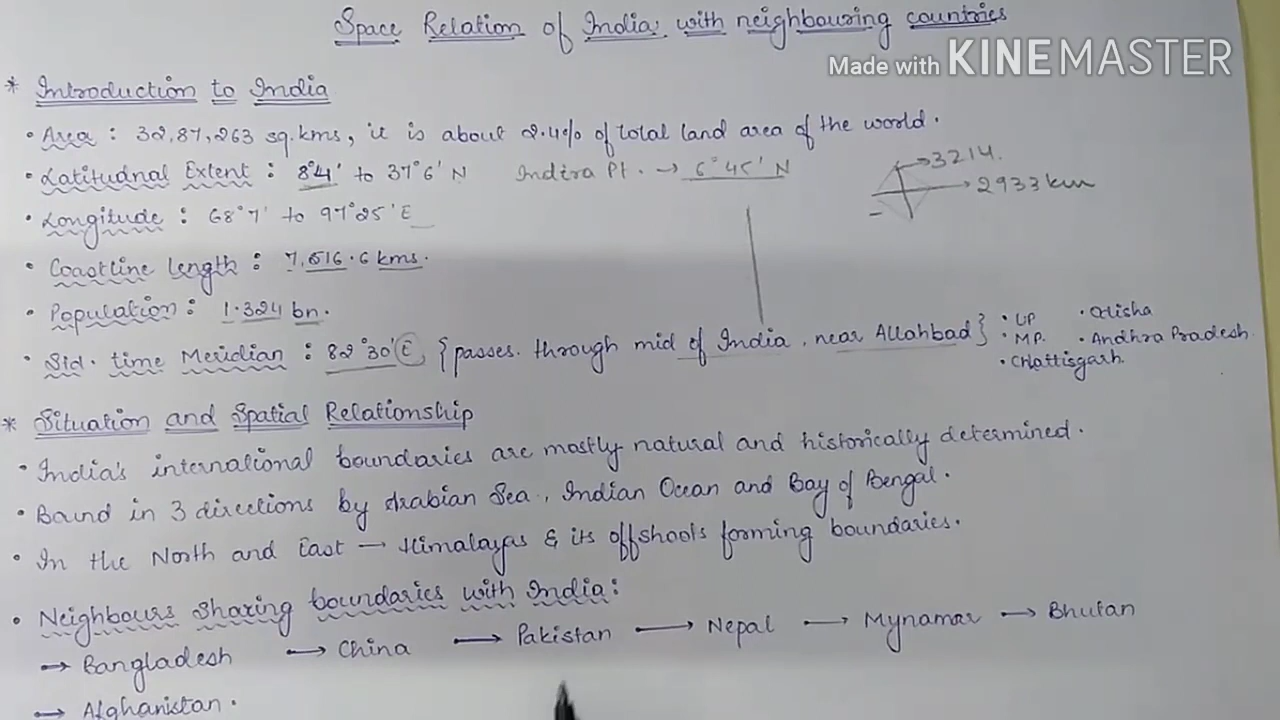 Space Relation of India with neighbouring countries
Made with KINEMASTER
* Introduction to India
• Area : 32,87,263 sq.kms, it is about 2.4% of total land area of the world.
• Latitudnal Extent : 8°4' to 37°6' N Indira Pt. → 6°45' N
3214
2933 km
• Longitude : 68°7' to 97°25' E
• Coastline length : 7,516.6 kms.
• Population : 1.324 bn.
• Std. time Meridian : 82°30' E {passes through mid of India, near Allahbad}
• UP • Odisha
• MP. • Andhra Pradesh.
• Chattisgarh.
* Situation and Spatial Relationship
• India's international boundaries are mostly natural and historically determined.
• Bound in 3 directions by Arabian Sea, Indian Ocean and Bay of Bengal.
• In the North and East — Himalayas & its offshoots forming boundaries.
• Neighbours sharing boundaries with India :
→ Bangladesh → China → Pakistan → Nepal → Mynamar → Bhutan
→ Afghanistan.